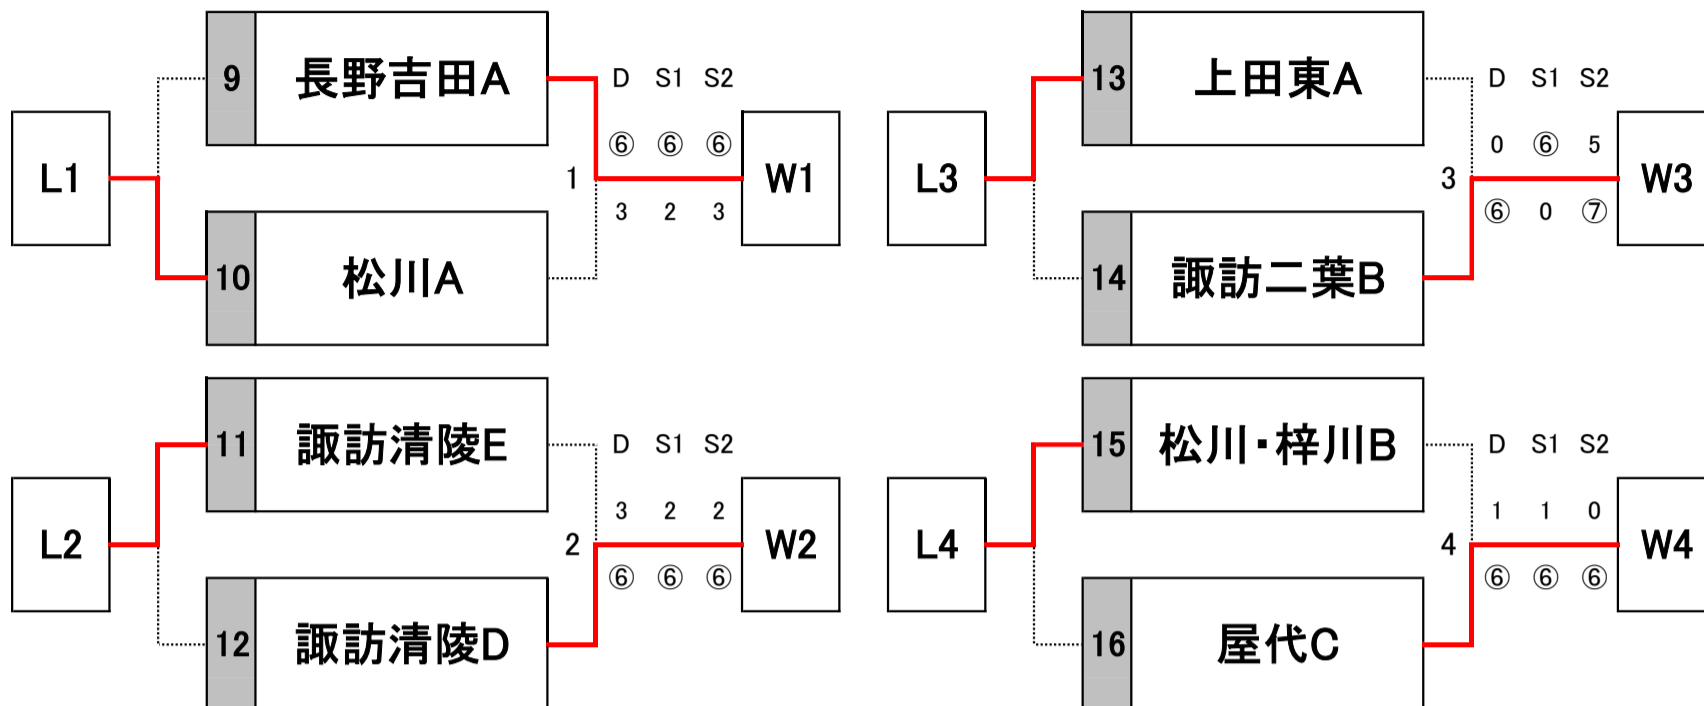 9 長野吉田A D S1 S2
L1 ⑥ ⑥ ⑥ W1
1
3 2 3
10 松川A
11 諏訪清陵E D S1 S2
L2 3 2 2 W2
2
⑥ ⑥ ⑥
12 諏訪清陵D
13 上田東A D S1 S2
L3 0 ⑥ 5 W3
3
⑥ 0 ⑦
14 諏訪二葉B
15 松川・梓川B D S1 S2
L4 1 1 0 W4
4
⑥ ⑥ ⑥
16 屋代C